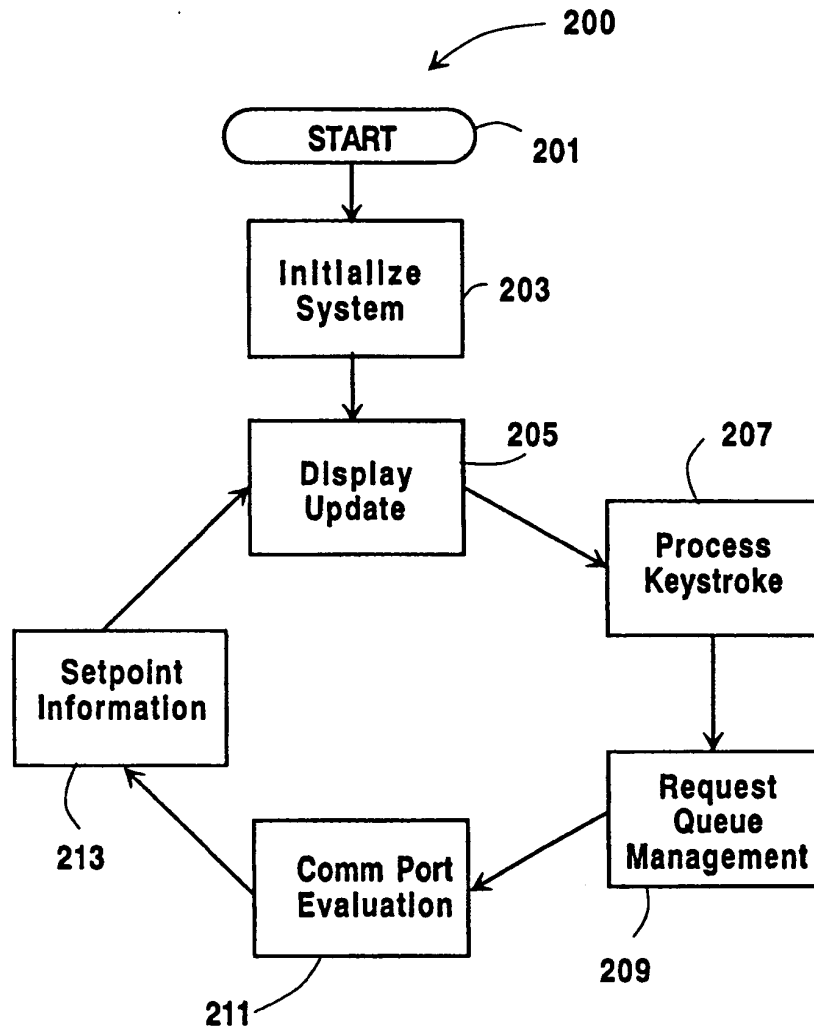 200
START
201
Initialize
System
203
Display
Update
205
207
Process
Keystroke
Setpoint
Information
213
Request
Queue
Management
209
Comm Port
Evaluation
211